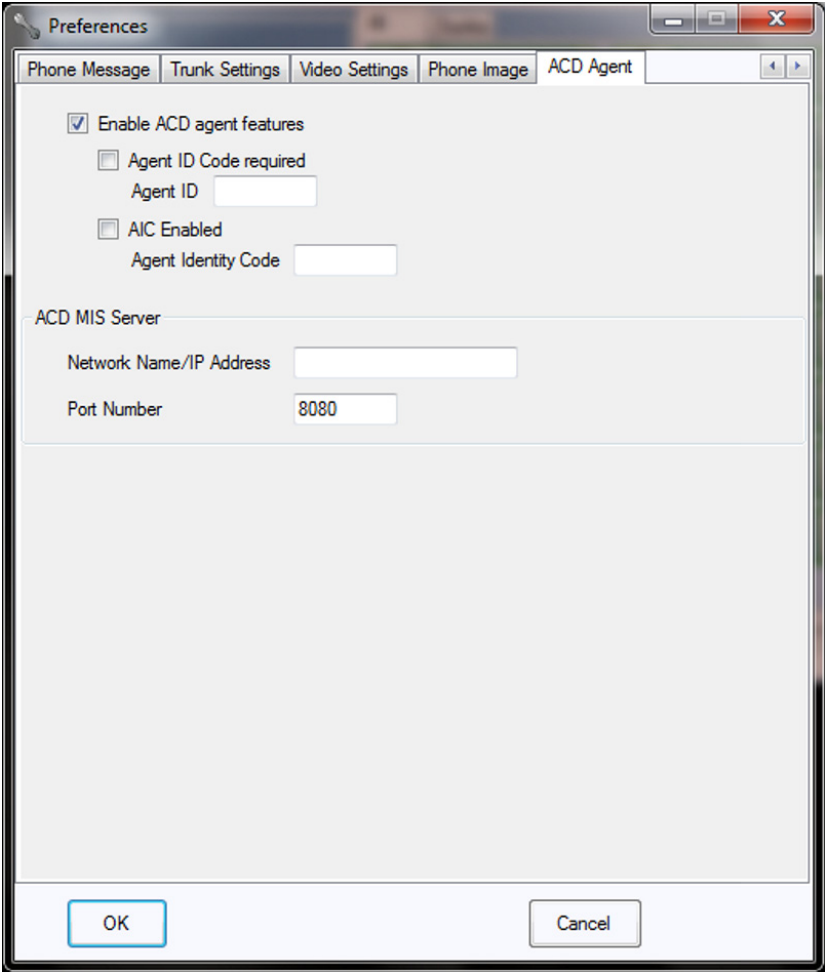 Preferences
Phone Message Trunk Settings Video Settings Phone Image ACD Agent
Enable ACD agent features
Agent ID Code required
Agent ID
AIC Enabled
Agent Identity Code
ACD MIS Server
Network Name/IP Address
Port Number 8080
OK Cancel